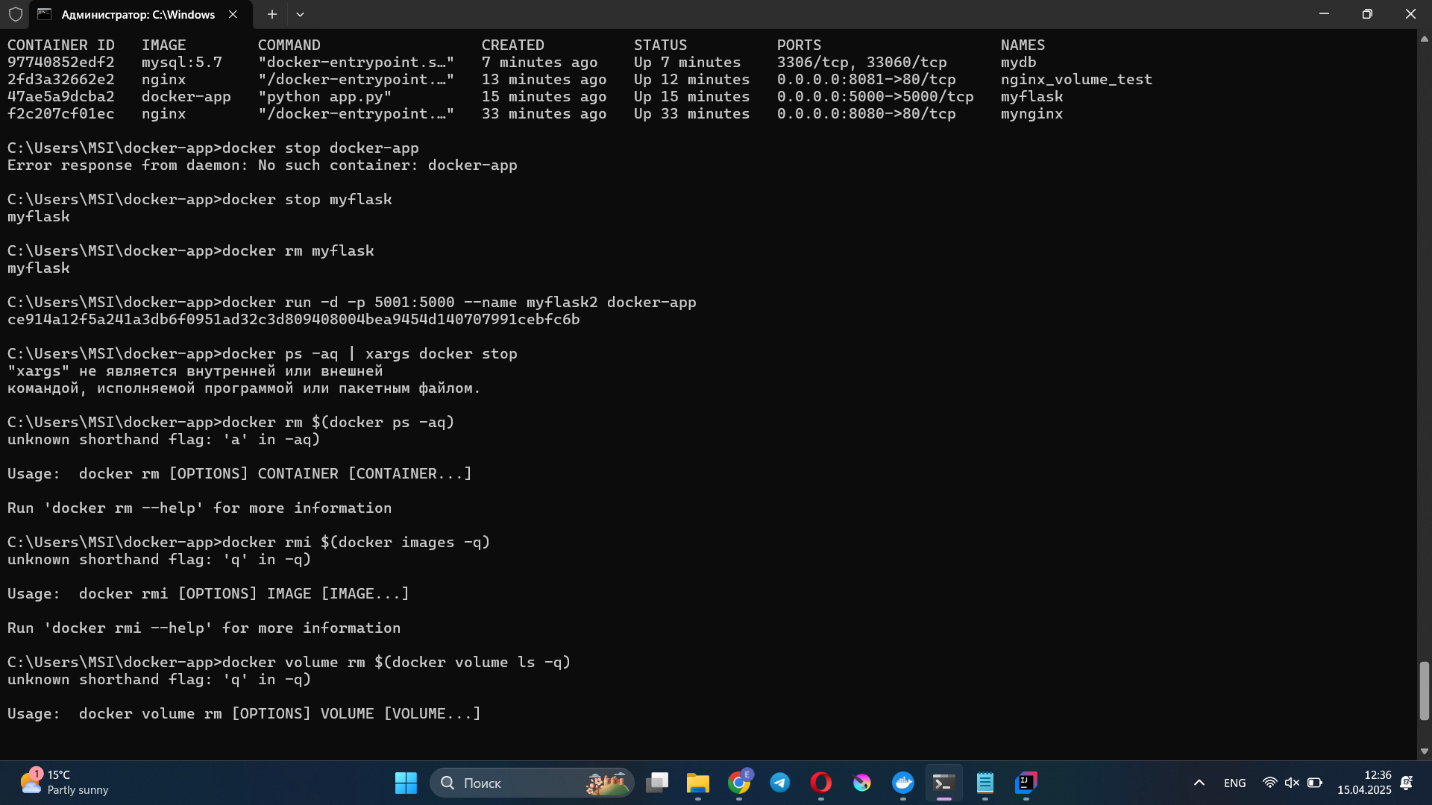 Администратор: C:\Windows
CONTAINER ID IMAGE COMMAND CREATED STATUS PORTS NAMES
97740852edf2 mysql:5.7 "docker-entrypoint.s…" 7 minutes ago Up 7 minutes 3306/tcp, 33060/tcp mydb
2fd3a32662e2 nginx "/docker-entrypoint.…" 13 minutes ago Up 12 minutes 0.0.0.0:8081->80/tcp nginx_volume_test
47ae5a9dcba2 docker-app "python app.py" 15 minutes ago Up 15 minutes 0.0.0.0:5000->5000/tcp myflask
f2c207cf01ec nginx "/docker-entrypoint.…" 33 minutes ago Up 33 minutes 0.0.0.0:8080->80/tcp mynginx
C:\Users\MSI\docker-app>docker stop docker-app
Error response from daemon: No such container: docker-app
C:\Users\MSI\docker-app>docker stop myflask
myflask
C:\Users\MSI\docker-app>docker rm myflask
myflask
C:\Users\MSI\docker-app>docker run -d -p 5001:5000 --name myflask2 docker-app
ce914a12f5a241a3db6f0951ad32c3d809408004bea9454d140707991cebfc6b
C:\Users\MSI\docker-app>docker ps -aq | xargs docker stop
"xargs" не является внутренней или внешней
командой, исполняемой программой или пакетным файлом.
C:\Users\MSI\docker-app>docker rm $(docker ps -aq)
unknown shorthand flag: 'a' in -aq)
Usage:  docker rm [OPTIONS] CONTAINER [CONTAINER...]
Run 'docker rm --help' for more information
C:\Users\MSI\docker-app>docker rmi $(docker images -q)
unknown shorthand flag: 'q' in -q)
Usage:  docker rmi [OPTIONS] IMAGE [IMAGE...]
Run 'docker rmi --help' for more information
C:\Users\MSI\docker-app>docker volume rm $(docker volume ls -q)
unknown shorthand flag: 'q' in -q)
Usage:  docker volume rm [OPTIONS] VOLUME [VOLUME...]
1
15°C
Partly sunny
Поиск
E
IJ
ENG
12:36
15.04.2025